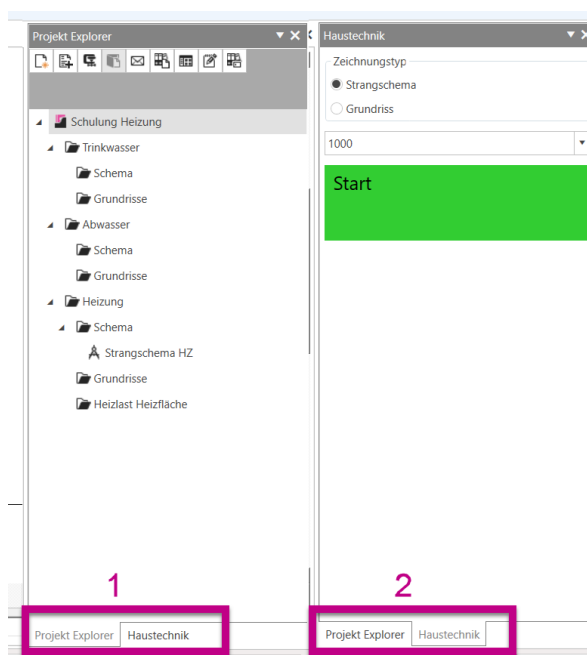 Projekt Explorer
Schulung Heizung
Trinkwasser
Schema
Grundrisse
Abwasser
Schema
Grundrisse
Heizung
Schema
Strangschema HZ
Grundrisse
Heizlast Heizfläche
1
Projekt Explorer Haustechnik
Haustechnik
Zeichnungstyp
Strangschema
Grundriss
1000
Start
2
Projekt Explorer Haustechnik